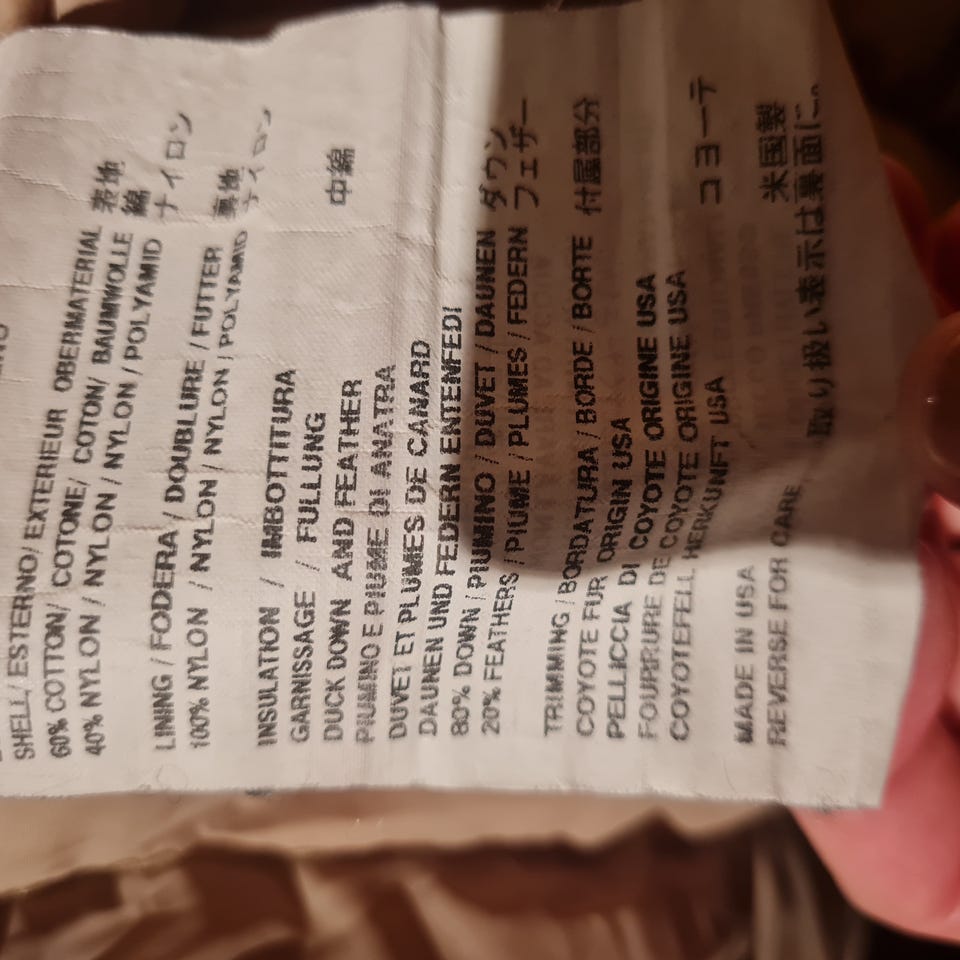 SHELL/ ESTERNO/ EXTERIEUR OBERMATERIAL 表地
60% COTTON/ COTONE/ COTON/ BAUMWOLLE 綿
40% NYLON / NYLON / NYLON / POLYAMID ナイロン
LINING / FODERA / DOUBLURE / FUTTER 裏地
100% NYLON / NYLON / NYLON / POLYAMID ナイロン
INSULATION / IMBOTTITURA 中綿
GARNISSAGE / FULLUNG
DUCK DOWN AND FEATHER
PIUMINO E PIUME DI ANATRA
DUVET ET PLUMES DE CANARD
DAUNEN UND FEDERN ENTENFEDI
80% DOWN / PIUMINO / DUVET / DAUNEN ダウン
20% FEATHERS / PIUME / PLUMES / FEDERN フェザー
TRIMMING / BORDATURA / BORDE / BORTE 付属部分
COYOTE FUR ORIGIN USA
PELLICCIA DI COYOTE ORIGINE USA
FOURRURE DE COYOTE ORIGINE USA
COYOTEFELL HERKUNFT USA コヨーテ
MADE IN USA 米国製
REVERSE FOR CARE 取り扱い表示は裏面に